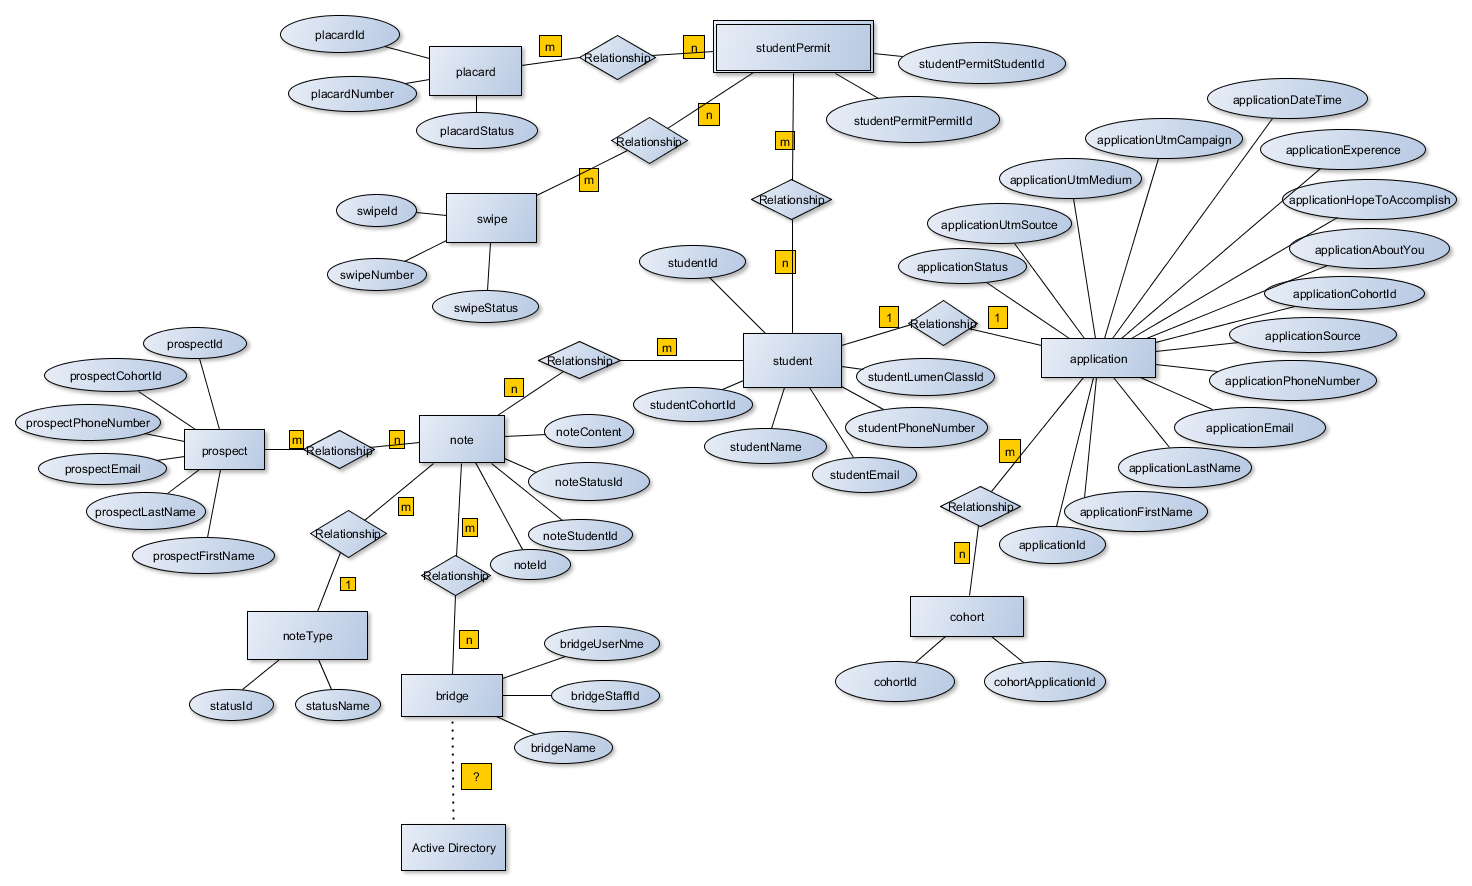 placardId
m
Relationship
n
studentPermit
placard
studentPermitStudentId
placardNumber
placardStatus
studentPermitPermitId
n
Relationship
m
m
applicationDateTime
applicationUtmCampaign
applicationExperence
applicationUtmMedium
applicationHopeToAccomplish
swipeId
swipe
Relationship
applicationUtmSoutce
applicationAboutYou
swipeNumber
studentId
n
applicationStatus
applicationCohortId
swipeStatus
1
Relationship
1
applicationSource
prospectId
Relationship
m
student
application
prospectCohortId
n
studentLumenClassId
applicationPhoneNumber
studentCohortId
prospectPhoneNumber
studentPhoneNumber
applicationEmail
noteContent
m
Relationship
n
note
studentName
prospect
m
prospectEmail
studentEmail
applicationLastName
noteStatusId
prospectLastName
m
Relationship
applicationFirstName
Relationship
m
noteStudentId
prospectFirstName
noteId
n
applicationId
Relationship
1
cohort
noteType
n
bridgeUserNme
cohortId
cohortApplicationId
bridge
bridgeStaffId
statusId
statusName
bridgeName
?
Active Directory